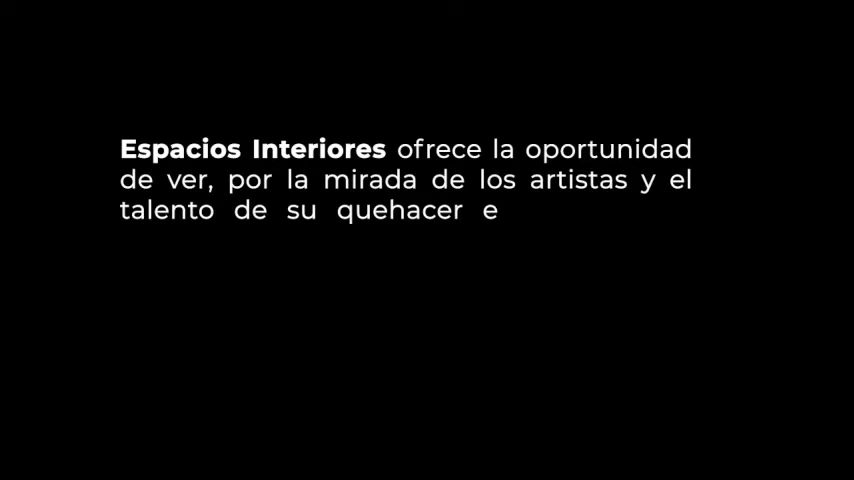 Espacios Interiores ofrece la oportunidad
de ver, por la mirada de los artistas y el
talento de su quehacer e